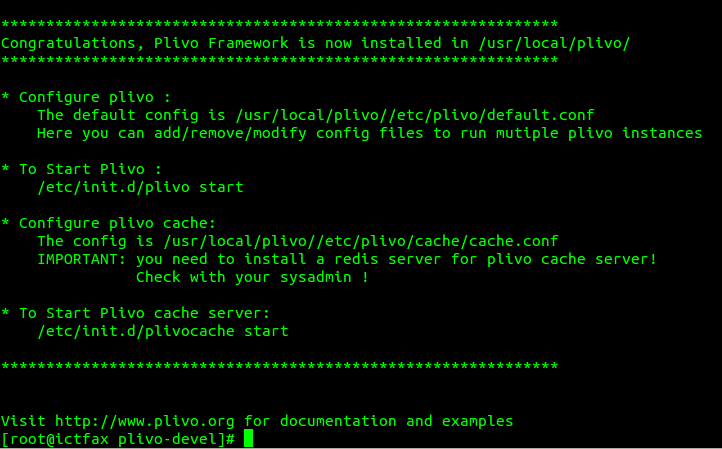 **************************************************************
Congratulations, Plivo Framework is now installed in /usr/local/plivo/
**************************************************************
* Configure plivo :
The default config is /usr/local/plivo//etc/plivo/default.conf
Here you can add/remove/modify config files to run mutiple plivo instances
* To Start Plivo :
/etc/init.d/plivo start
* Configure plivo cache:
The config is /usr/local/plivo//etc/plivo/cache/cache.conf
IMPORTANT: you need to install a redis server for plivo cache server!
Check with your sysadmin !
* To Start Plivo cache server:
/etc/init.d/plivocache start
**************************************************************
Visit http://www.plivo.org for documentation and examples
[root@ictfax plivo-devel]#